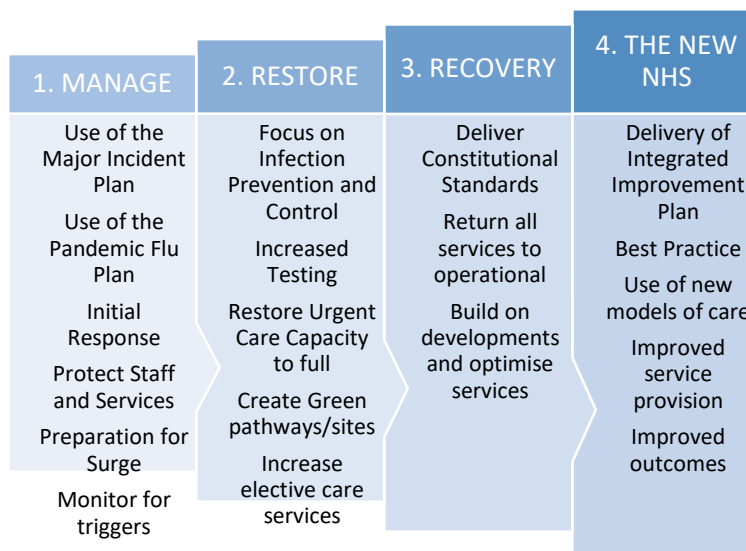 1. MANAGE
Use of the
Major Incident
Plan
Use of the
Pandemic Flu
Plan
Initial
Response
Protect Staff
and Services
Preparation for
Surge
Monitor for
triggers
2. RESTORE
Focus on
Infection
Prevention and
Control
Increased
Testing
Restore Urgent
Care Capacity
to full
Create Green
pathways/sites
Increase
elective care
services
3. RECOVERY
Deliver
Constitutional
Standards
Return all
services to
operational
Build on
developments
and optimise
services
4. THE NEW
NHS
Delivery of
Integrated
Improvement
Plan
Best Practice
Use of new
models of care
Improved
service
provision
Improved
outcomes